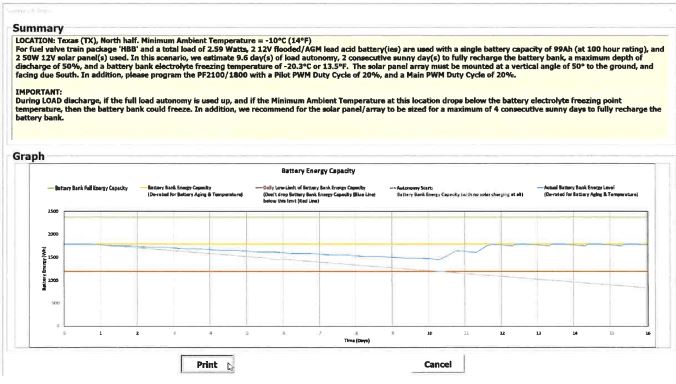 Summary
LOCATION: Texas (TX), North half. Minimum Ambient Temperature = -10°C (14°F)
For fuel valve train package 'HBB' and a total load of 2.59 Watts, 2 12V flooded/AGM lead acid battery(ies) are used with a single battery capacity of 99Ah (at 100 hour rating), and
2 50W 12V solar panel(s) used. In this scenario, we estimate 9.6 day(s) of load autonomy, 2 consecutive sunny day(s) to fully recharge the battery bank, a maximum depth of
discharge of 50%, and a battery bank electrolyte freezing temperature of -20.3°C or 13.5°F. The solar panel array must be mounted at a vertical angle of 50° to the ground, and
facing due South. In addition, please program the PF2100/1800 with a Pilot PWM Duty Cycle of 20%, and a Main PWM Duty Cycle of 20%.
IMPORTANT:
During LOAD discharge, if the full load autonomy is used up, and if the Minimum Ambient Temperature at this location drops below the battery electrolyte freezing point
temperature, then the battery bank could freeze. In addition, we recommend for the solar panel/array to be sized for a maximum of 4 consecutive sunny days to fully recharge the
battery bank.
Graph
Battery Energy Capacity
Battery Bank Full Energy Capacity
Battery Bank Energy Capacity
(De-rated for Battery Aging & Temperature)
Daily Low-Limit of Battery Bank Energy Capacity
(Don't drop Battery Bank Energy Capacity (Blue Line)
below this limit (Red Line)
Autonomy Start:
Battery Bank Energy Capacity (with no solar charging at all)
Actual Battery Bank Energy Level
(De-rated for Battery Aging & Temperature)
2500
2000
1500
1000
500
0
Battery Energy (Wh)
0 1 2 3 4 5 6 7 8 9 10 11 12 13 14 15 16
Time (Days)
Print Cancel